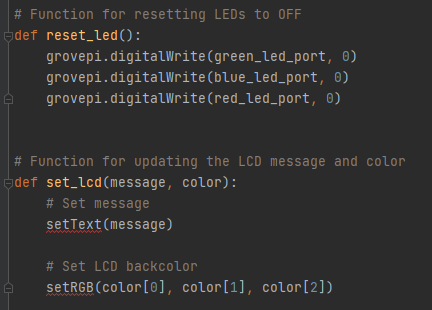 # Function for resetting LEDs to OFF
def reset_led():
    grovepi.digitalWrite(green_led_port, 0)
    grovepi.digitalWrite(blue_led_port, 0)
    grovepi.digitalWrite(red_led_port, 0)
# Function for updating the LCD message and color
def set_lcd(message, color):
    # Set message
    setText(message)
    # Set LCD backcolor
    setRGB(color[0], color[1], color[2])